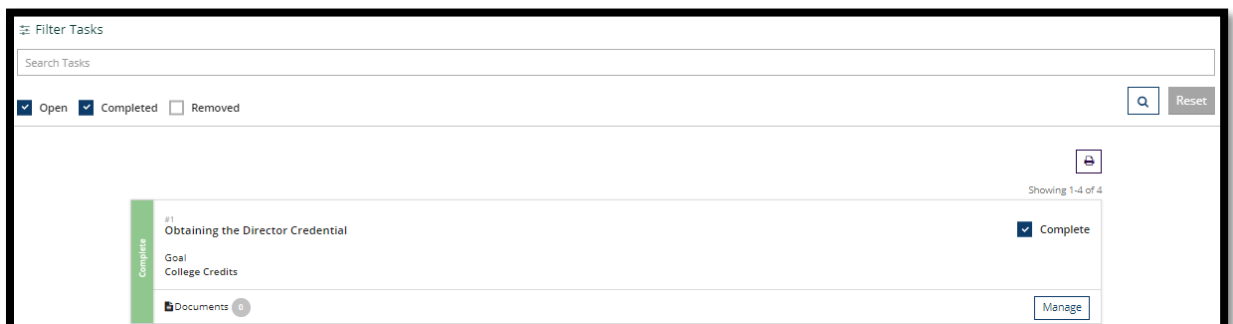 Filter Tasks
Search Tasks
Open Completed Removed
Reset
Showing 1-4 of 4
#1
Obtaining the Director Credential
Complete
Complete
Goal
College Credits
Documents 0
Manage